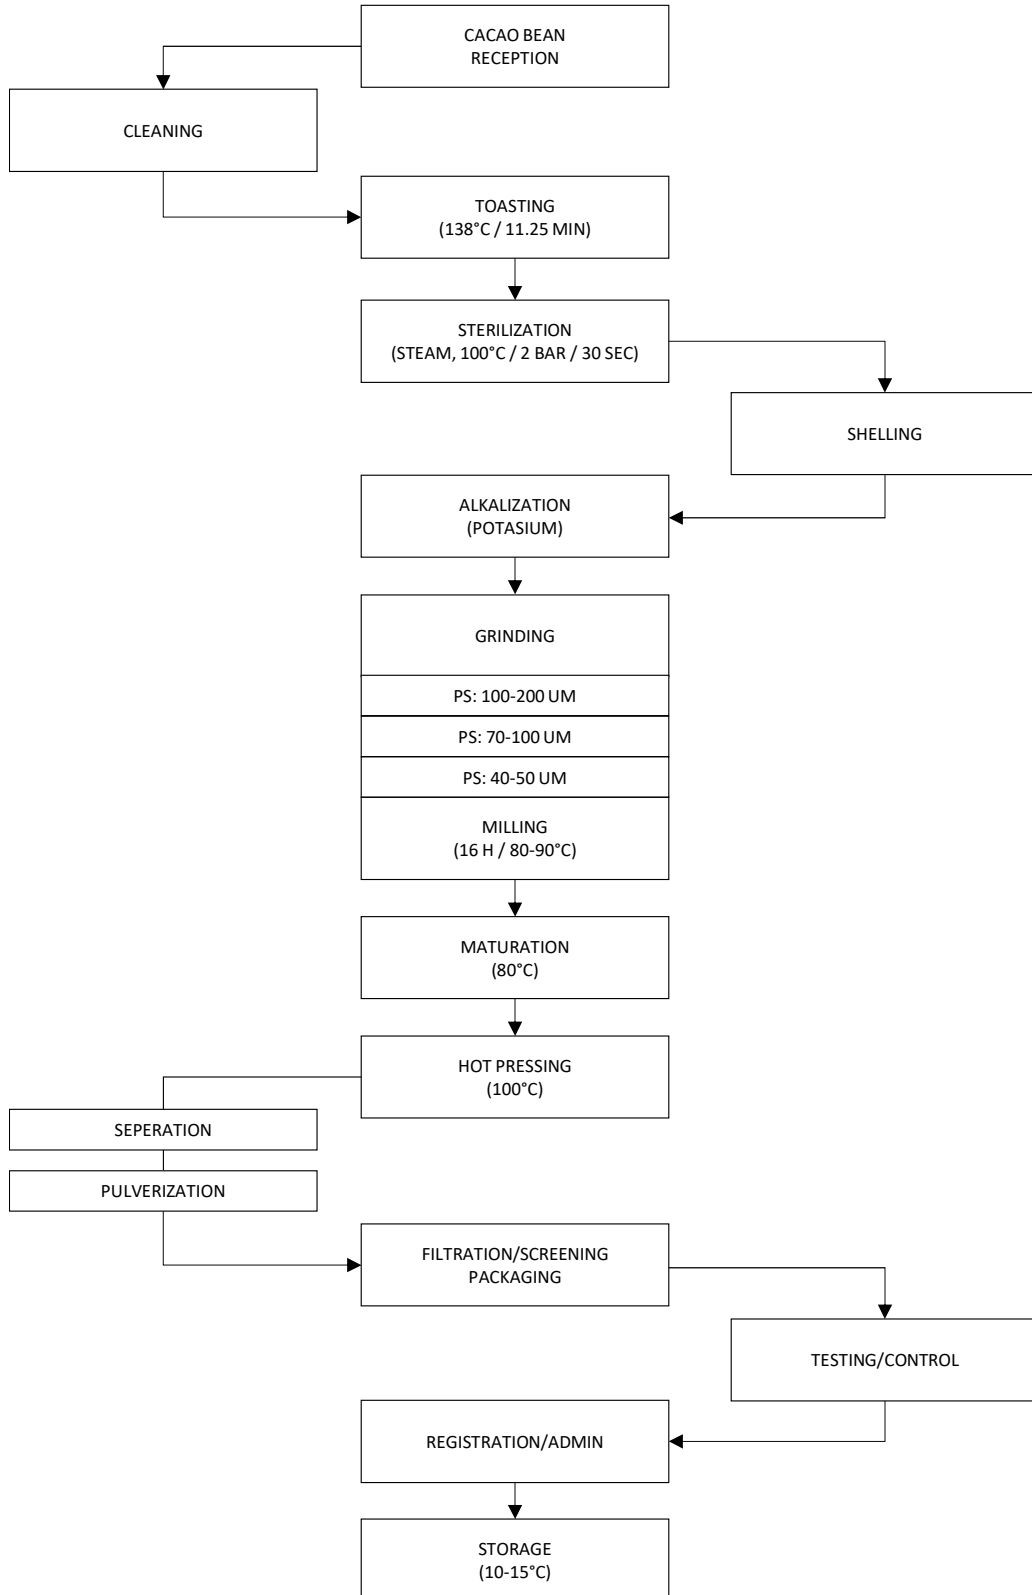 CACAO BEAN
RECEPTION
CLEANING
TOASTING
(138°C / 11.25 MIN)
STERILIZATION
(STEAM, 100°C / 2 BAR / 30 SEC)
SHELLING
ALKALIZATION
(POTASIUM)
GRINDING
PS: 100-200 UM
PS: 70-100 UM
PS: 40-50 UM
MILLING
(16 H / 80-90°C)
MATURATION
(80°C)
HOT PRESSING
(100°C)
SEPERATION
PULVERIZATION
FILTRATION/SCREENING
PACKAGING
TESTING/CONTROL
REGISTRATION/ADMIN
STORAGE
(10-15°C)